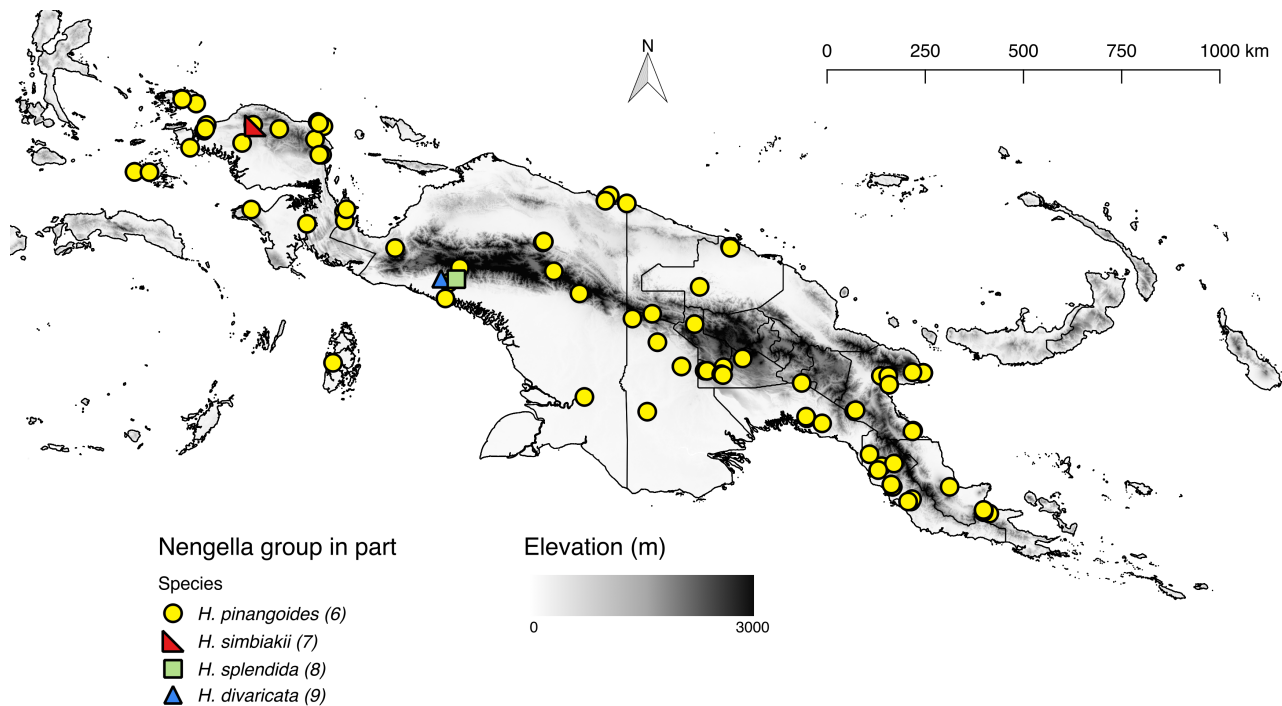 N
0 250 500 750 1000 km
Nengella group in part
Species
H. pinangoides (6)
H. simbiakii (7)
H. splendida (8)
H. divaricata (9)
Elevation (m)
0 3000